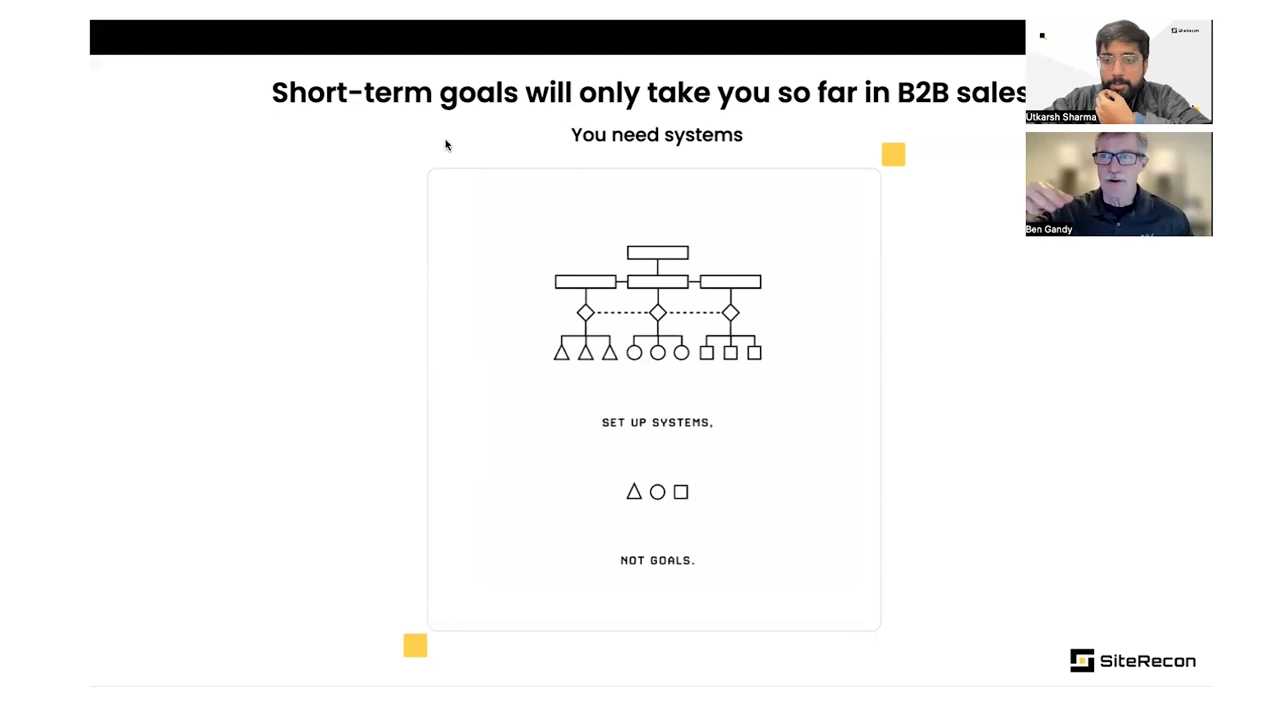 Short-term goals will only take you so far in B2B sales
You need systems
SET UP SYSTEMS,
NOT GOALS.
SiteRecon
SiteRecon
Utkarsh Sharma
Ben Gandy